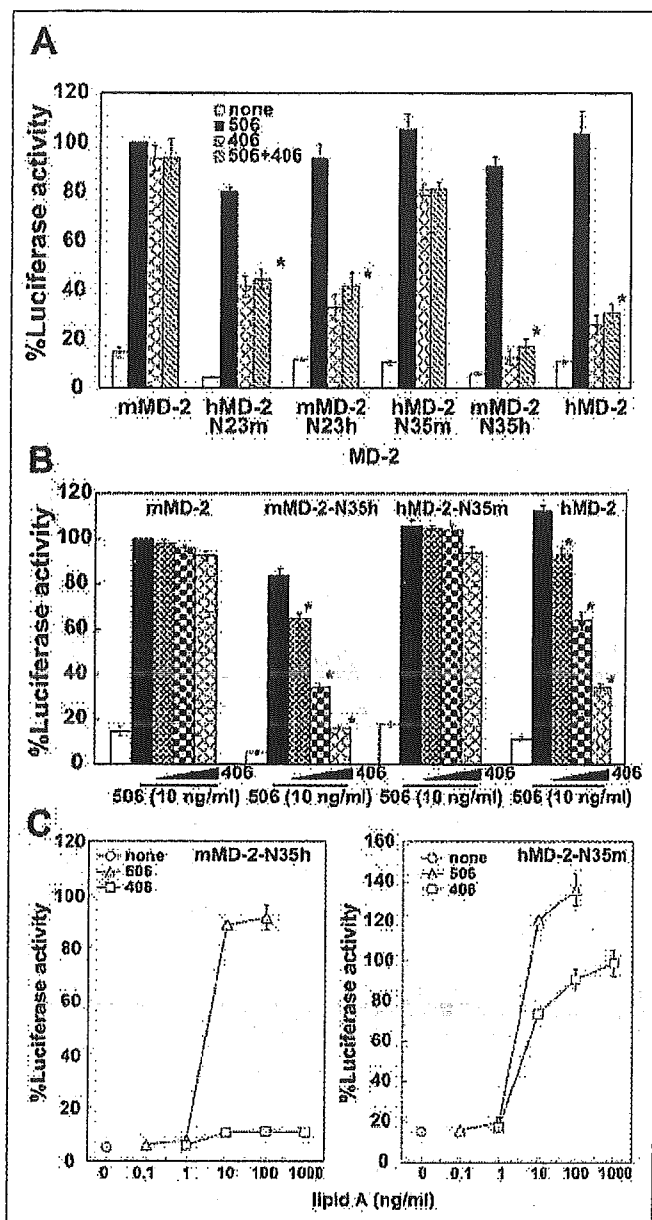 A
120
100
80
60
40
20
0
%Luciferase activity
none
506
406
506+406
*
*
*
*
mMD-2
hMD-2
N23m
mMD-2
N23h
hMD-2
N35m
mMD-2
N35h
hMD-2
MD-2
B
120
100
80
60
40
20
0
%Luciferase activity
mMD-2
mMD-2-N35h
hMD-2-N35m
hMD-2
*
*
*
*
*
*
406
406
406
406
506 (10 ng/ml)
506 (10 ng/ml)
506 (10 ng/ml)
506 (10 ng/ml)
C
120
100
80
60
40
20
0
%Luciferase activity
none
506
406
mMD-2-N35h
0
0.1
1
10
100
1000
160
140
120
100
80
60
40
20
0
%Luciferase activity
none
506
406
hMD-2-N35m
0
0.1
1
10
100
1000
lipid A (ng/ml)